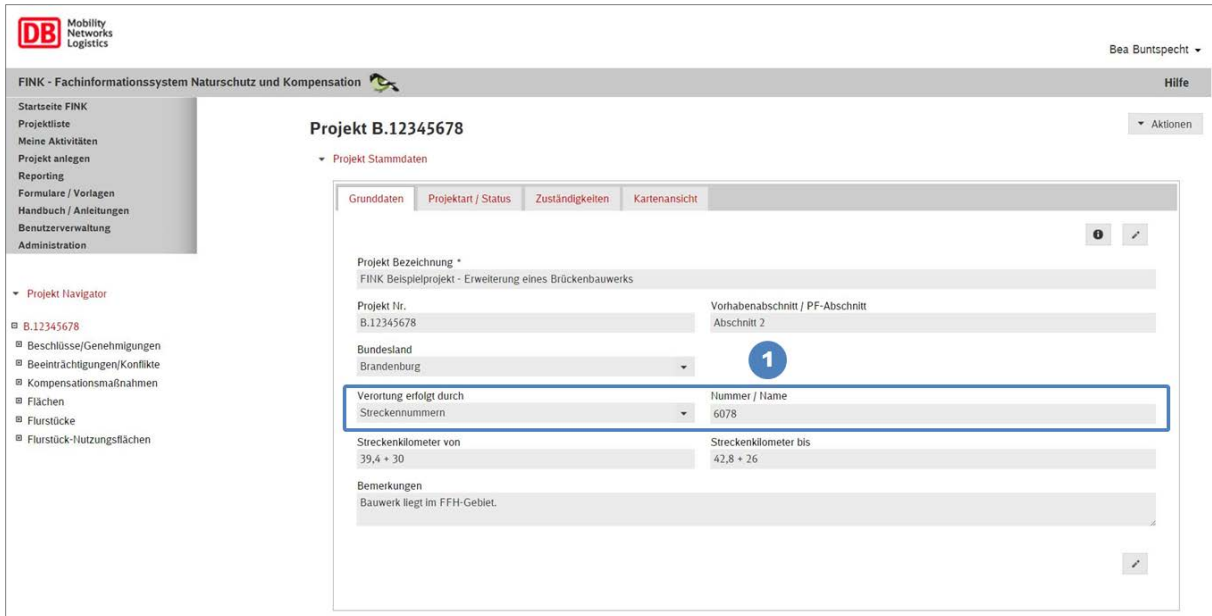 DB
Mobility
Networks
Logistics
Bea Buntspecht
FINK - Fachinformationssystem Naturschutz und Kompensation
Hilfe
Startseite FINK
Projektliste
Meine Aktivitäten
Projekt anlegen
Reporting
Formulare / Vorlagen
Handbuch / Anleitungen
Benutzerverwaltung
Administration
Projekt Navigator
B.12345678
Beschlüsse/Genehmigungen
Beeinträchtigungen/Konflikte
Kompensationsmaßnahmen
Flächen
Flurstücke
Flurstück-Nutzungsflächen
Projekt B.12345678
Aktionen
Projekt Stammdaten
Grunddaten Projektart / Status Zuständigkeiten Kartenansicht
Projekt Bezeichnung *
FINK Beispielprojekt - Erweiterung eines Brückenbauwerks
Projekt Nr.
B.12345678
Vorhabenabschnitt / PF-Abschnitt
Abschnitt 2
Bundesland
Brandenburg
1
Verortung erfolgt durch
Streckennummern
Nummer / Name
6078
Streckenkilometer von
39,4 + 30
Streckenkilometer bis
42,8 + 26
Bemerkungen
Bauwerk liegt im FFH-Gebiet.